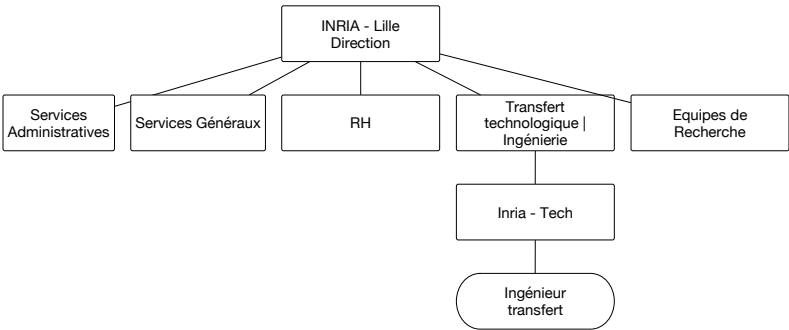 INRIA - Lille
Direction
Services
Administratives
Services Généraux
RH
Transfert
technologique |
Ingénierie
Equipes de
Recherche
Inria - Tech
Ingénieur
transfert